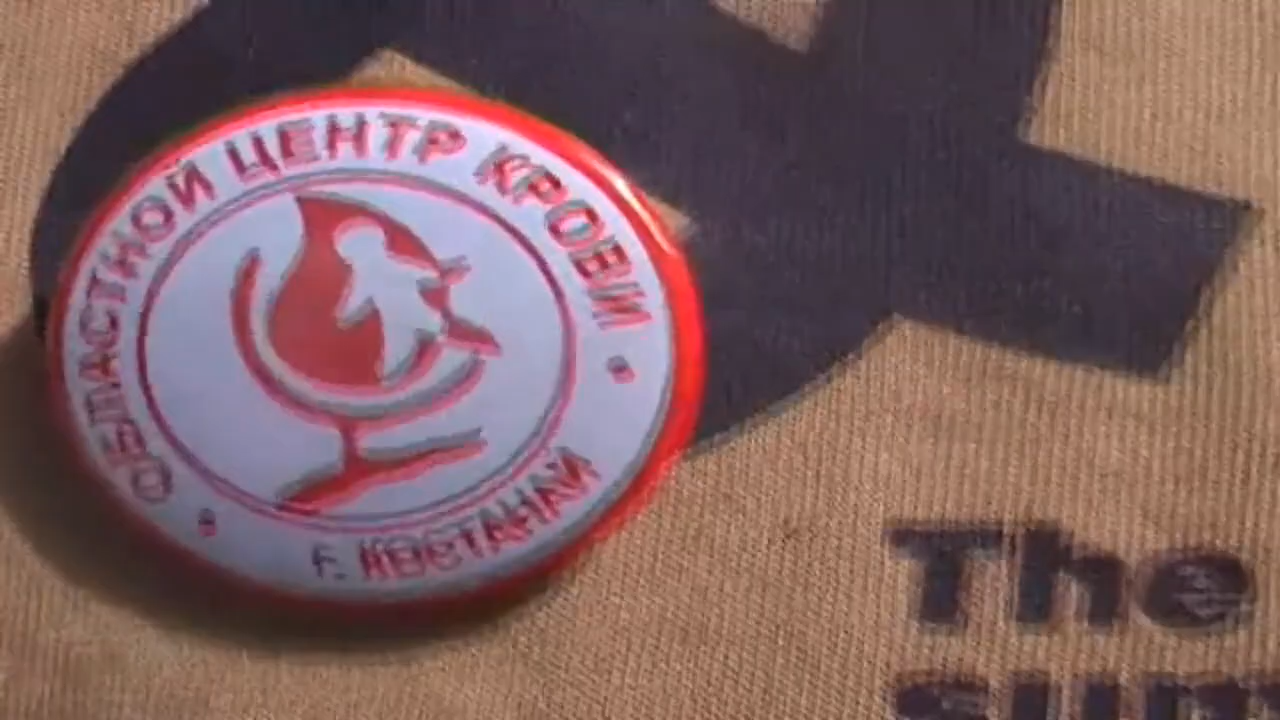 ОБЛАСТНОЙ ЦЕНТР КРОВИ
Г. КОСТАНАЙ
The